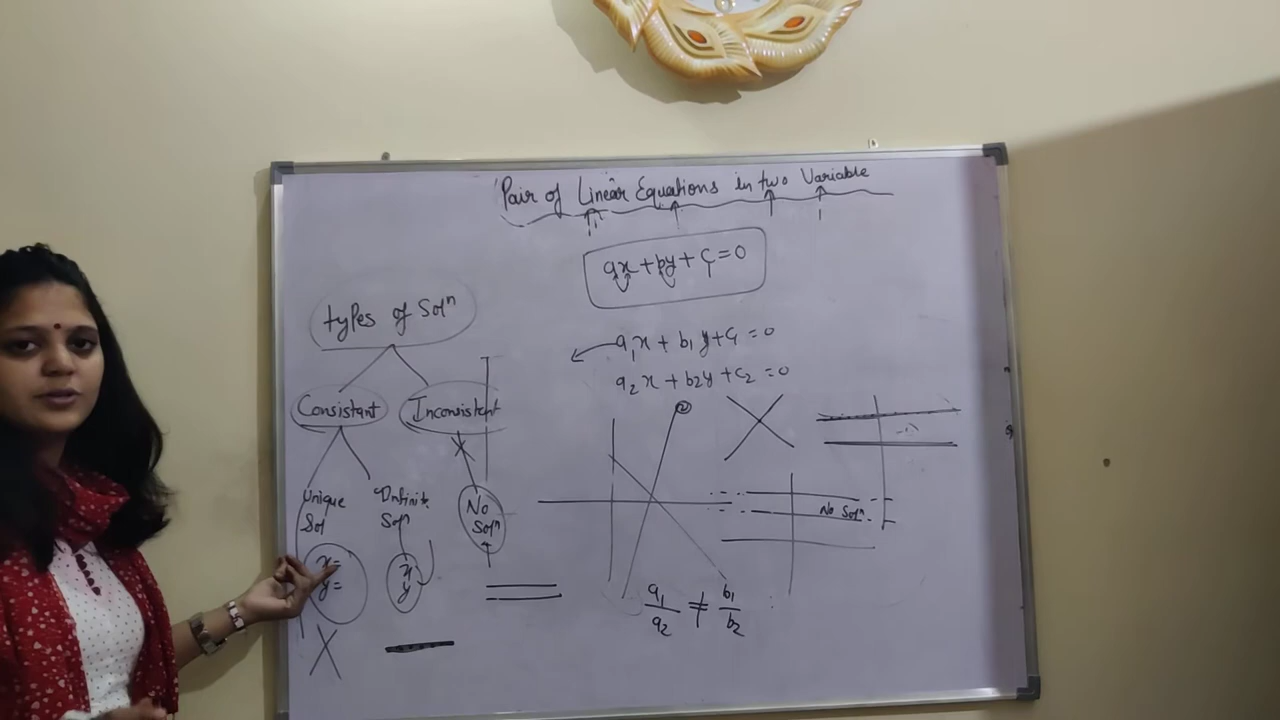 Pair of Linear Equations in two Variable
ax + by + c = 0
types of Solⁿ
a₁x + b₁y + c₁ = 0
a₂x + b₂y + c₂ = 0
Consistant Inconsistent
②
Unique Sol
Infinite Solⁿ
No Solⁿ
No Solⁿ
x=
y=
x
y
a₁/a₂ ≠ b₁/b₂